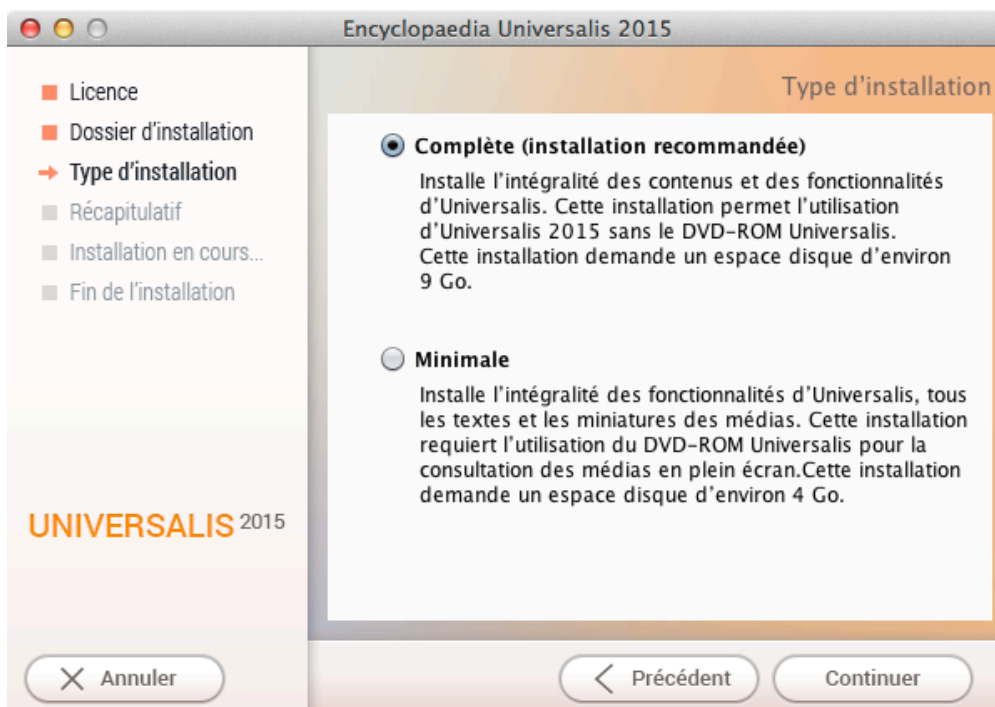 Encyclopaedia Universalis 2015
Licence
Dossier d'installation
Type d'installation
Récapitulatif
Installation en cours...
Fin de l'installation
UNIVERSALIS 2015
Type d'installation
Complète (installation recommandée)
Installe l'intégralité des contenus et des fonctionnalités
d'Universalis. Cette installation permet l'utilisation
d'Universalis 2015 sans le DVD-ROM Universalis.
Cette installation demande un espace disque d'environ
9 Go.
Minimale
Installe l'intégralité des fonctionnalités d'Universalis, tous
les textes et les miniatures des médias. Cette installation
requiert l'utilisation du DVD-ROM Universalis pour la
consultation des médias en plein écran.Cette installation
demande un espace disque d'environ 4 Go.
Annuler
Précédent
Continuer